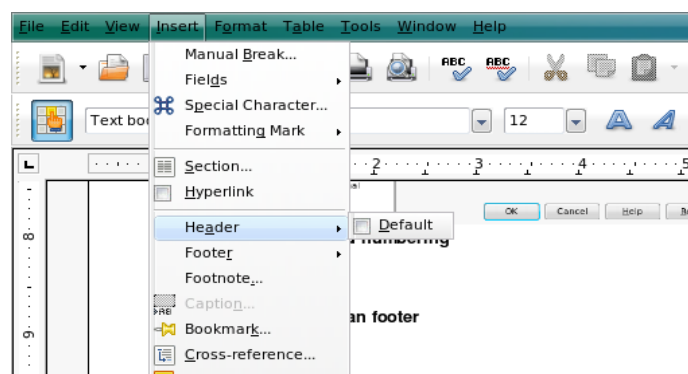 File Edit View Insert Format Table Tools Window Help
Manual Break...
Fields
Special Character...
Formatting Mark
Section...
Hyperlink
Header
Default
Footer
Footnote...
Caption...
Bookmark...
Cross-reference...
ABC ABC
Text bo
12
2 3 4 5
OK Cancel Help
numbering
an footer
8
9